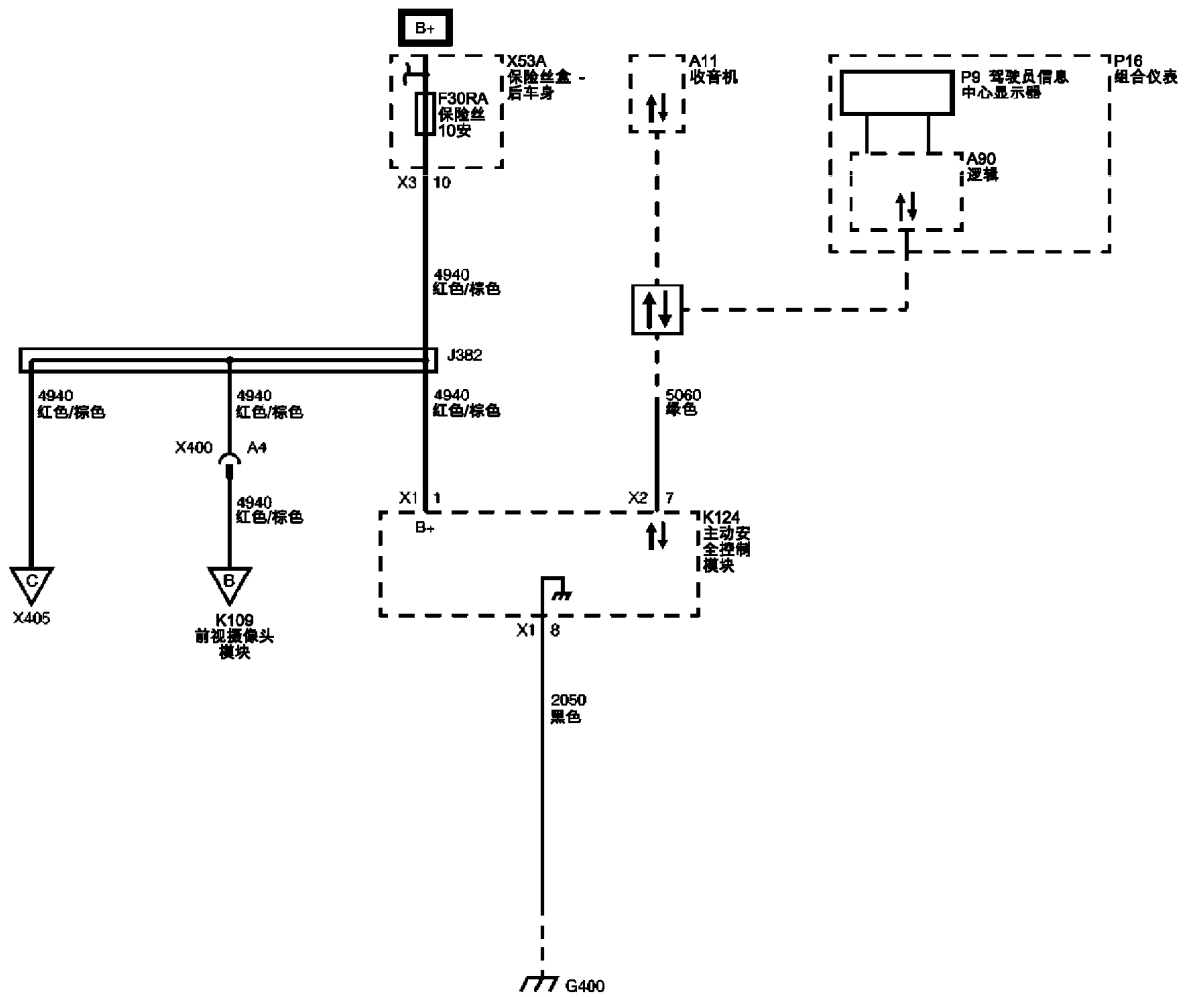 B+
X53A
保险丝盒 -
后车身
F30RA
保险丝
10安
X3 10
A11
收音机
P16
组合仪表
P9 驾驶员信息
中心显示器
A90
逻辑
4940
红色/棕色
J382
4940
红色/棕色
4940
红色/棕色
4940
红色/棕色
5060
绿色
X400 A4
4940
红色/棕色
X1 1
X2 7
B+
K124
主动安
全控制
模块
C
X405
B
K109
前视摄像头
模块
X1 8
2050
黑色
G400